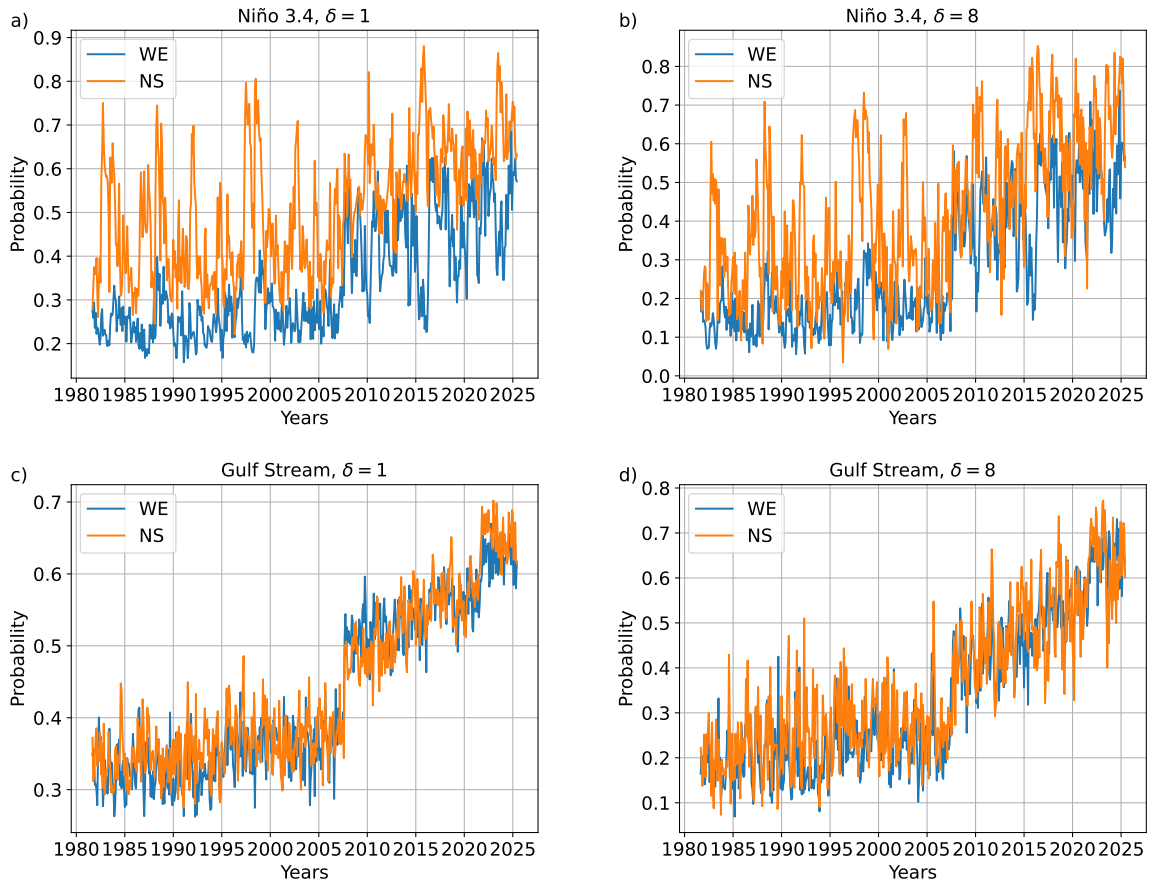 a)
Niño 3.4, δ = 1
WE
NS
0.9
0.8
0.7
0.6
0.5
0.4
0.3
0.2
Probability
1980 1985 1990 1995 2000 2005 2010 2015 2020 2025
Years
b)
Niño 3.4, δ = 8
WE
NS
0.8
0.7
0.6
0.5
0.4
0.3
0.2
0.1
0.0
Probability
1980 1985 1990 1995 2000 2005 2010 2015 2020 2025
Years
c)
Gulf Stream, δ = 1
WE
NS
0.7
0.6
0.5
0.4
0.3
Probability
1980 1985 1990 1995 2000 2005 2010 2015 2020 2025
Years
d)
Gulf Stream, δ = 8
WE
NS
0.8
0.7
0.6
0.5
0.4
0.3
0.2
0.1
Probability
1980 1985 1990 1995 2000 2005 2010 2015 2020 2025
Years